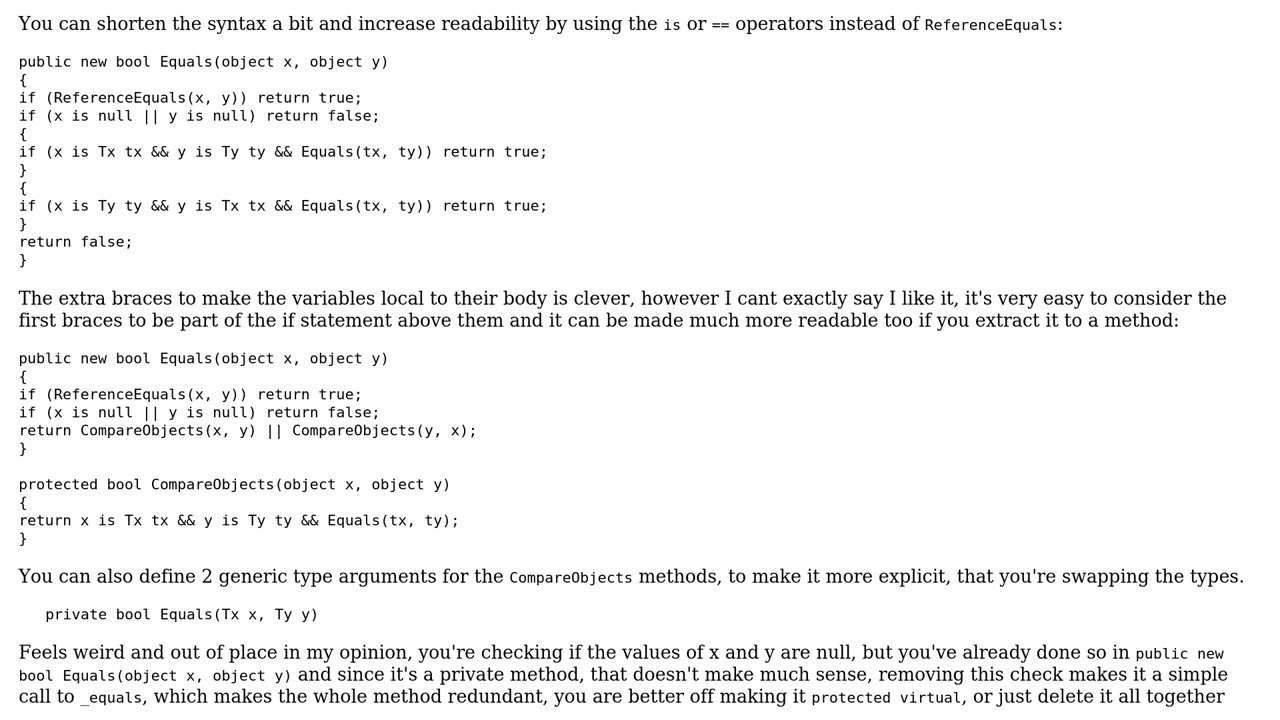 You can shorten the syntax a bit and increase readability by using the is or == operators instead of ReferenceEquals:
public new bool Equals(object x, object y)
{
if (ReferenceEquals(x, y)) return true;
if (x is null || y is null) return false;
{
if (x is Tx tx && y is Ty ty && Equals(tx, ty)) return true;
}
{
if (x is Ty ty && y is Tx tx && Equals(tx, ty)) return true;
}
return false;
}
The extra braces to make the variables local to their body is clever, however I cant exactly say I like it, it's very easy to consider the
first braces to be part of the if statement above them and it can be made much more readable too if you extract it to a method:
public new bool Equals(object x, object y)
{
if (ReferenceEquals(x, y)) return true;
if (x is null || y is null) return false;
return CompareObjects(x, y) || CompareObjects(y, x);
}
protected bool CompareObjects(object x, object y)
{
return x is Tx tx && y is Ty ty && Equals(tx, ty);
}
You can also define 2 generic type arguments for the CompareObjects methods, to make it more explicit, that you're swapping the types.
private bool Equals(Tx x, Ty y)
Feels weird and out of place in my opinion, you're checking if the values of x and y are null, but you've already done so in public new
bool Equals(object x, object y) and since it's a private method, that doesn't make much sense, removing this check makes it a simple
call to _equals, which makes the whole method redundant, you are better off making it protected virtual, or just delete it all together